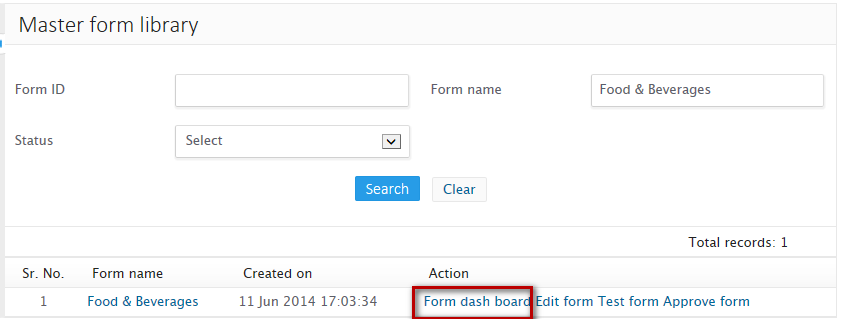 Master form library
Form ID Form name Food & Beverages
Status Select
Search Clear
Total records: 1
Sr. No. Form name Created on Action
1 Food & Beverages 11 Jun 2014 17:03:34 Form dash board Edit form Test form Approve form